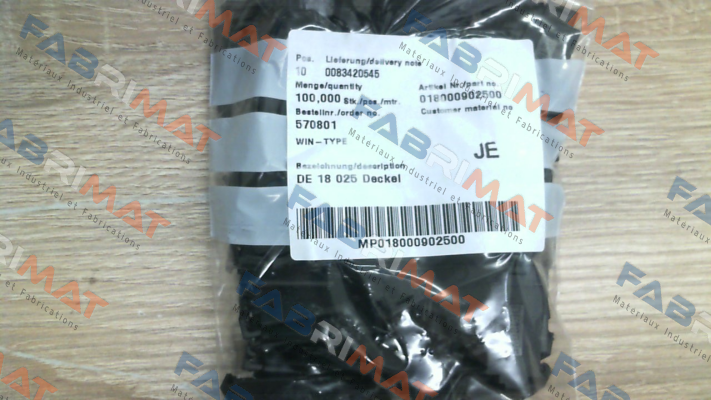 Pos. Lieferung/delivery note
10 0083420545
Menge/quantity Artikel Nr./part no.
100,000 Stk./pcs./mtr. 018000902500
Bestellnr./order no. Customer material no
570801
WIN-TYPE
JE
Bezeichnung/description
DE 18 025 Deckel
MP018000902500
FABRIMAT
Matériaux Industriel et Fabrications